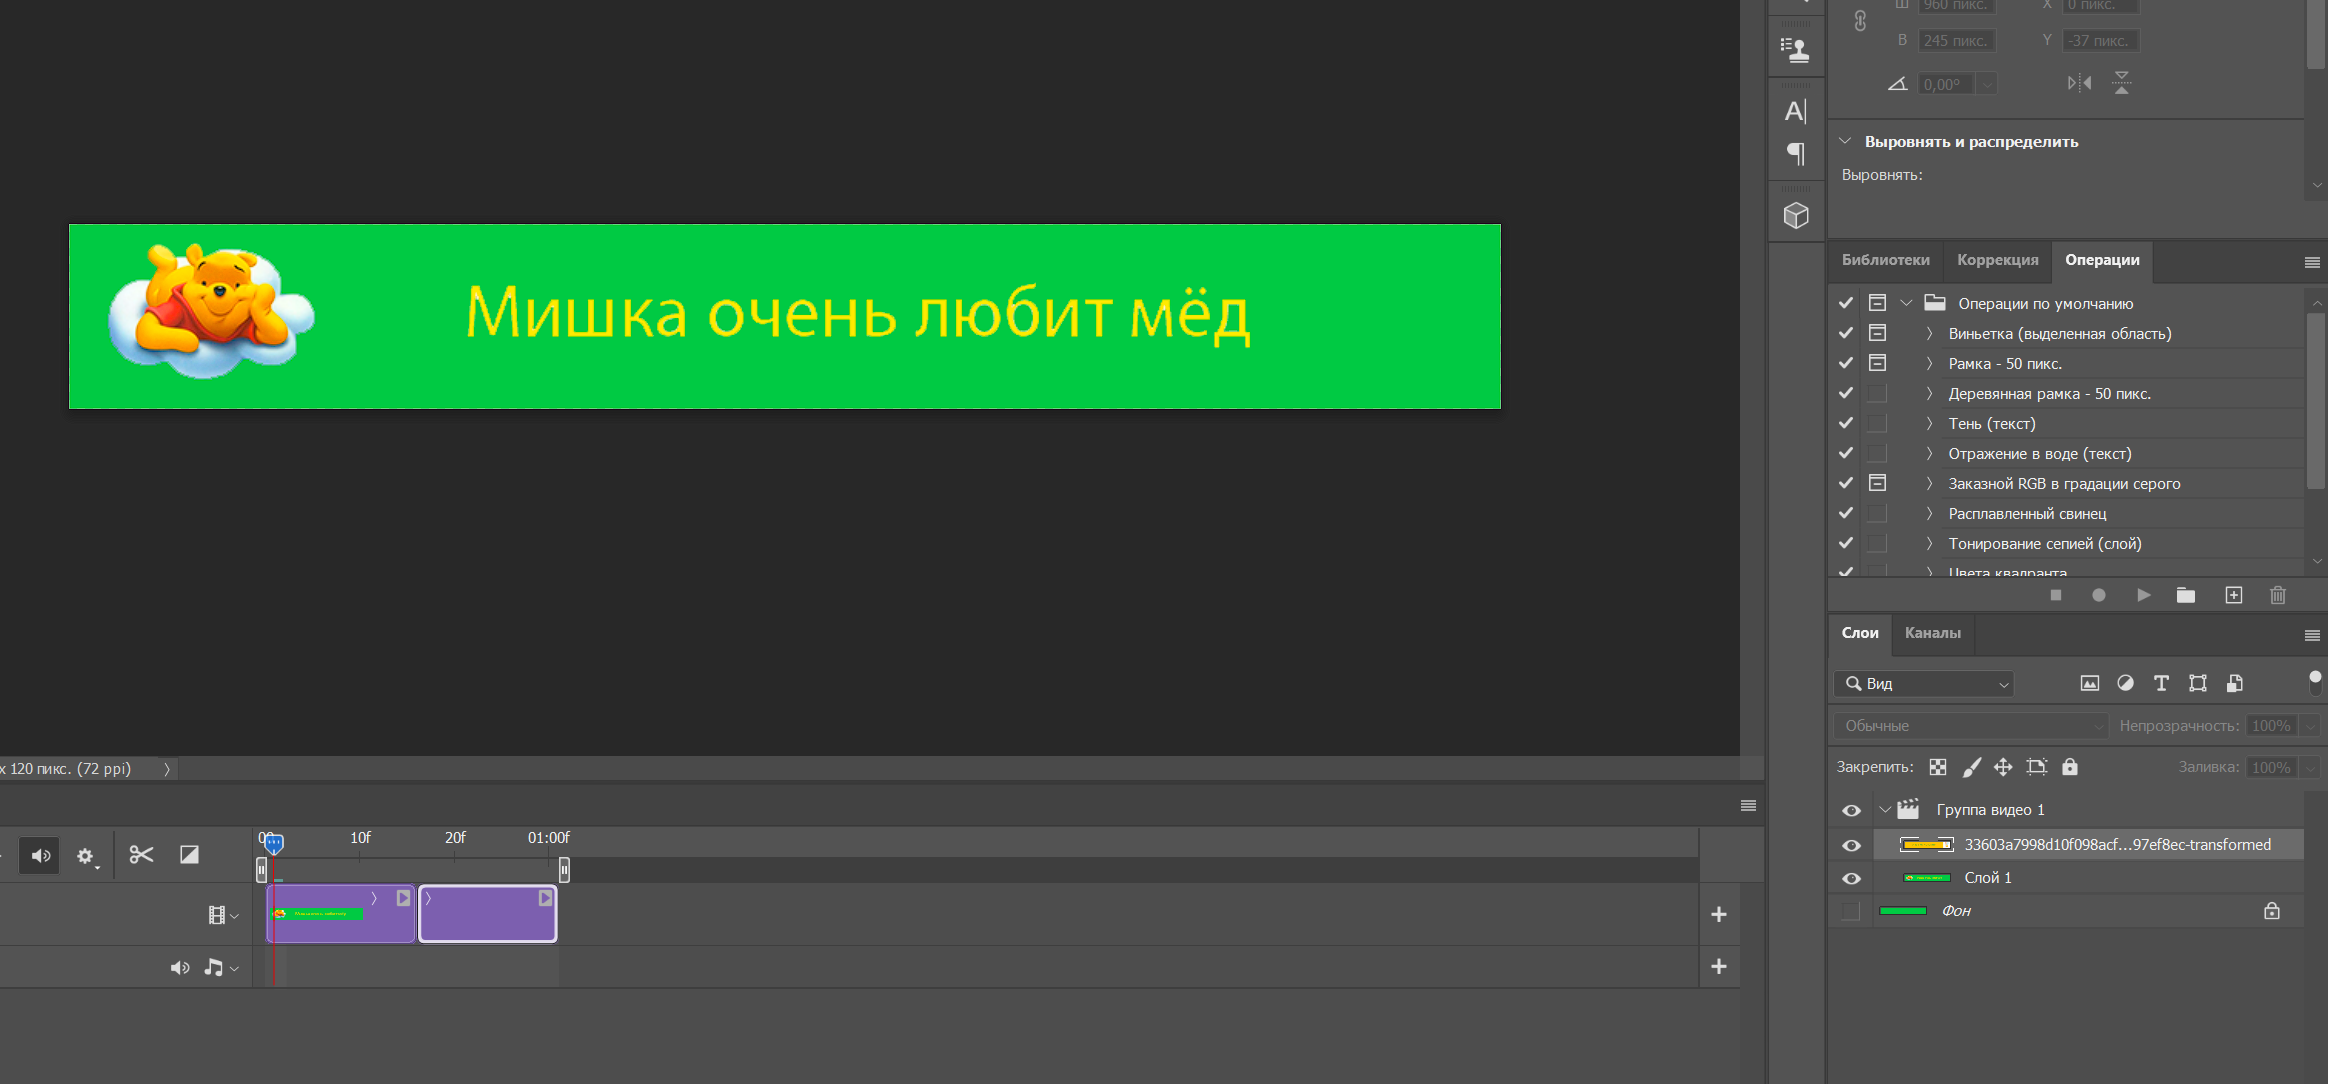 Ш 960 пикс. X 0 пикс.
В 245 пикс. Y -37 пикс.
0,00°
Выровнять и распределить
Выровнять:
Мишка очень любит мёд
Библиотеки Коррекция Операции
Операции по умолчанию
Виньетка (выделенная область)
Рамка - 50 пикс.
Деревянная рамка - 50 пикс.
Тень (текст)
Отражение в воде (текст)
Заказной RGB в градации серого
Расплавленный свинец
Тонирование сепией (слой)
Цвета квадранта
Слои Каналы
Вид
Обычные Непрозрачность: 100%
Закрепить: Заливка: 100%
Группа видео 1
33603a7998d10f098acf...97ef8ec-transformed
Слой 1
Фон
x 120 пикс. (72 ppi)
00 10f 20f 01:00f